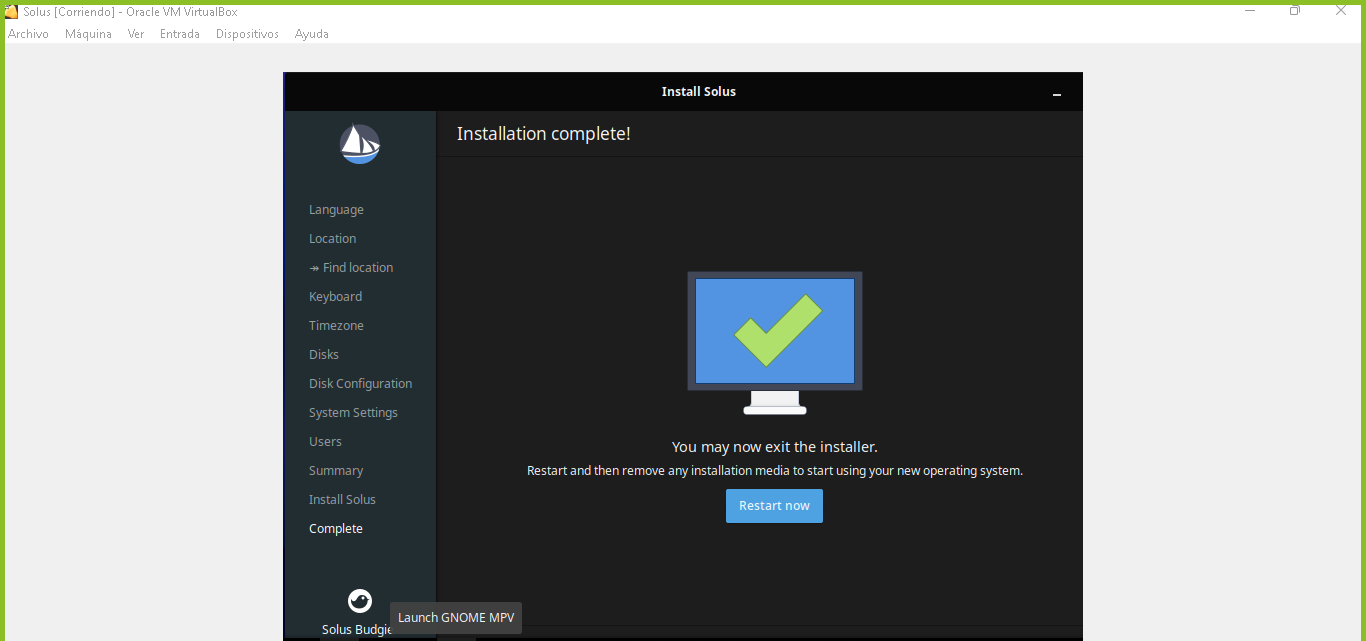 Solus [Corriendo] - Oracle VM VirtualBox
Archivo Máquina Ver Entrada Dispositivos Ayuda
Install Solus
Installation complete!
Language
Location
↠ Find location
Keyboard
Timezone
Disks
Disk Configuration
System Settings
Users
Summary
Install Solus
Complete
You may now exit the installer.
Restart and then remove any installation media to start using your new operating system.
Restart now
Launch GNOME MPV
Solus Budgie